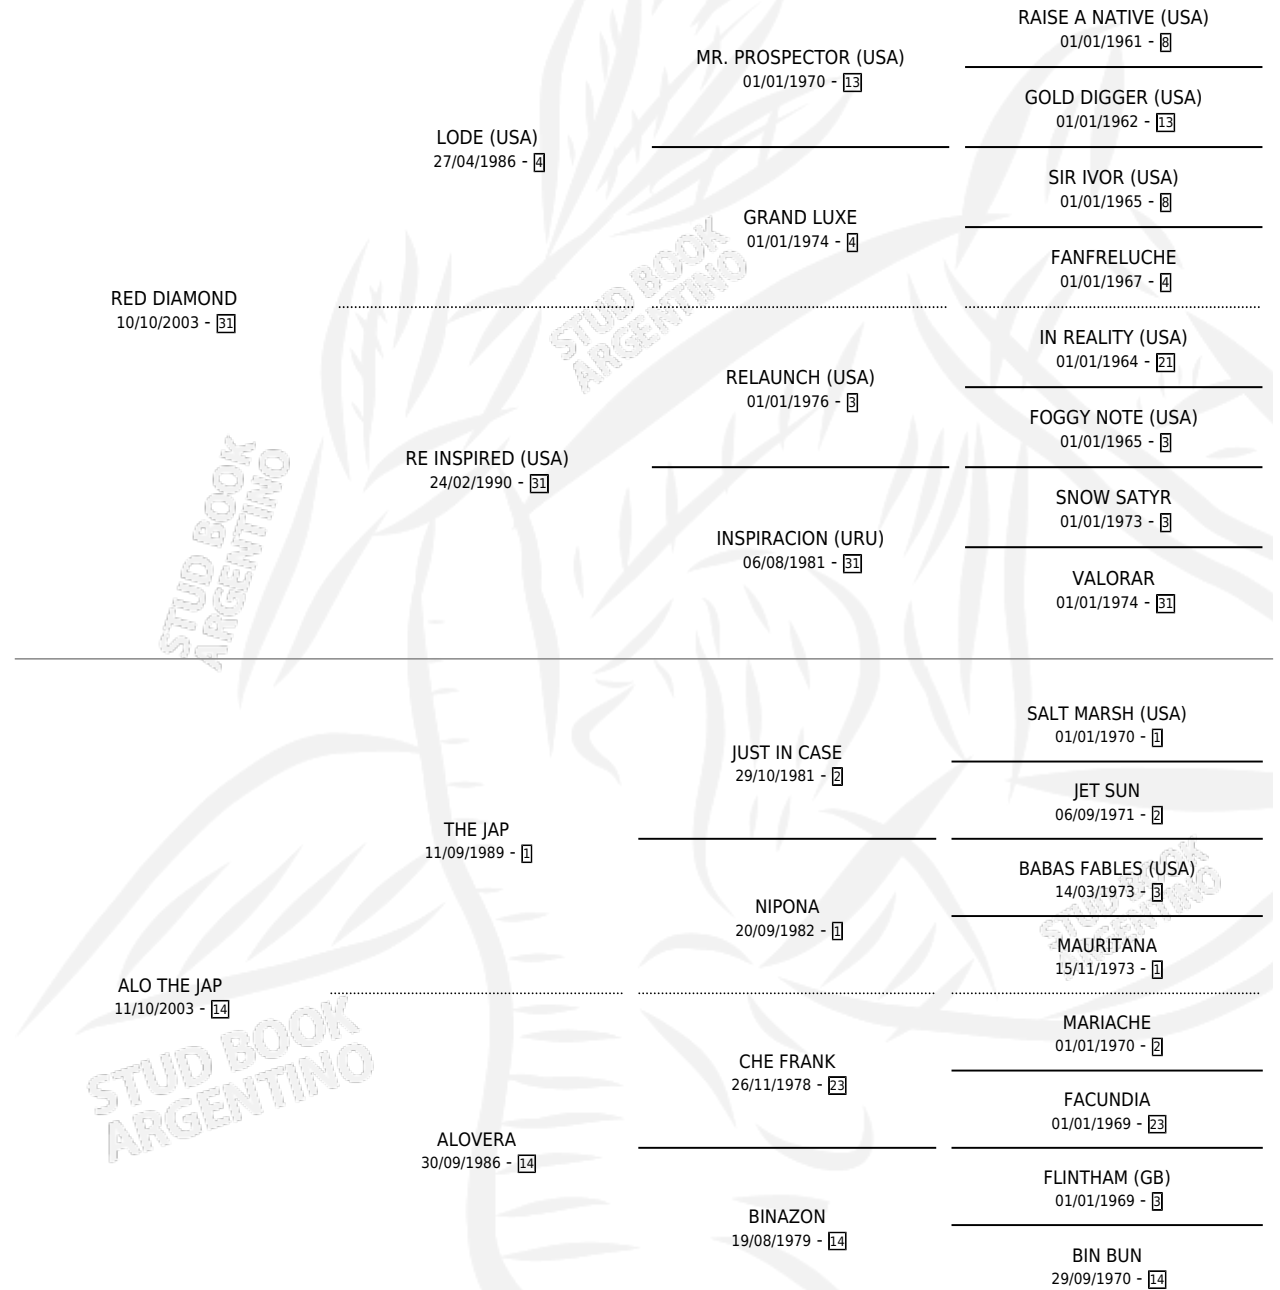 RAISE A NATIVE (USA)
01/01/1961 - 8
MR. PROSPECTOR (USA)
01/01/1970 - 13
GOLD DIGGER (USA)
01/01/1962 - 13
LODE (USA)
27/04/1986 - 4
SIR IVOR (USA)
01/01/1965 - 8
GRAND LUXE
01/01/1974 - 4
FANFRELUCHE
01/01/1967 - 4
RED DIAMOND
10/10/2003 - 31
STUD BOOK
ARGENTINO
IN REALITY (USA)
01/01/1964 - 21
RELAUNCH (USA)
01/01/1976 - 3
FOGGY NOTE (USA)
01/01/1965 - 3
RE INSPIRED (USA)
24/02/1990 - 31
SNOW SATYR
01/01/1973 - 3
INSPIRACION (URU)
06/08/1981 - 31
VALORAR
01/01/1974 - 31
STUD BOOK
ARGENTINO
SALT MARSH (USA)
01/01/1970 - 1
JUST IN CASE
29/10/1981 - 2
JET SUN
06/09/1971 - 2
THE JAP
11/09/1989 - 1
BABAS FABLES (USA)
14/03/1973 - 3
NIPONA
20/09/1982 - 1
MAURITANA
15/11/1973 - 1
STUD BOOK
ARGENTINO
ALO THE JAP
11/10/2003 - 14
STUD BOOK
ARGENTINO
MARIACHE
01/01/1970 - 2
CHE FRANK
26/11/1978 - 23
FACUNDIA
01/01/1969 - 23
ALOVERA
30/09/1986 - 14
FLINTHAM (GB)
01/01/1969 - 3
BINAZON
19/08/1979 - 14
BIN BUN
29/09/1970 - 14